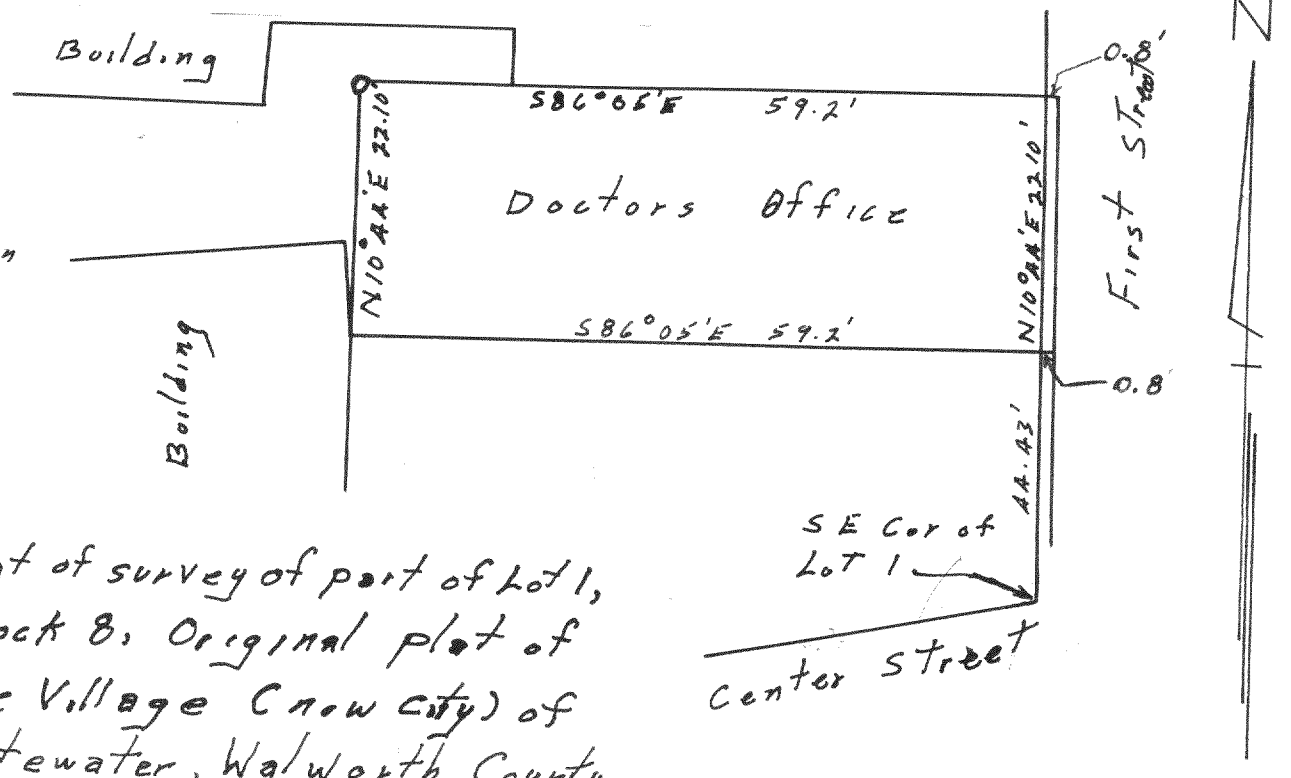 Building
0.8'
S86°05'E 59.2'
N10°44'E 22.10'
Doctors Office
N10°44'E 22.10'
First Street
N
S86°05'E 59.2'
0.8'
Building
44.43'
SE Cor of
Lot 1
Center Street
t of survey of part of Lot 1,
ock 8, Original plat of
e Village (now city) of
tewater, Walworth County